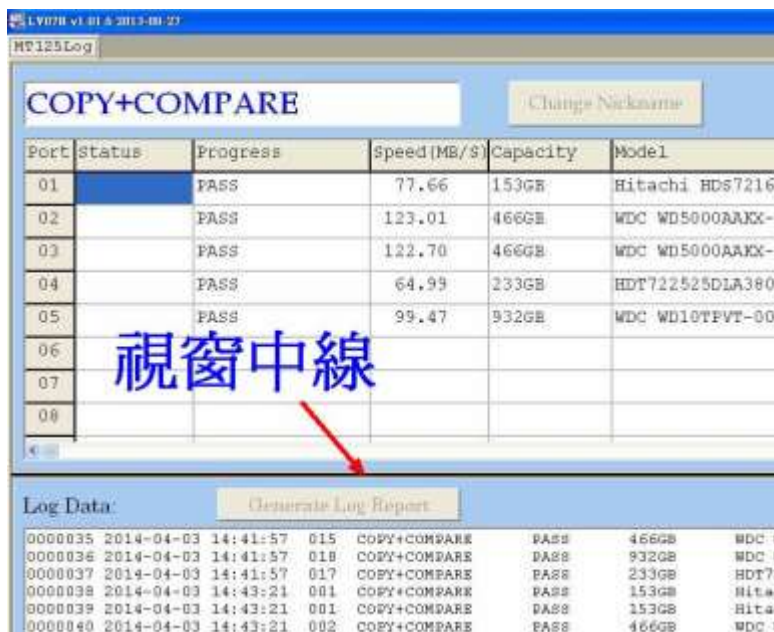 LV078 v1.01.6 2013-08-27
MT125Log
COPY+COMPARE Change Nickname
Port Status Progress Speed(MB/S) Capacity Model
01 PASS 77.66 153GB Hitachi HDS7216
02 PASS 123.01 466GB WDC WD5000AAKX-
03 PASS 122.70 466GB WDC WD5000AAKX-
04 PASS 64.99 233GB HDT722525DLA380
05 PASS 99.47 932GB WDC WD10TPVT-00
06
07
08
視窗中線
Log Data: Generate Log Report
0000035 2014-04-03 14:41:57 015 COPY+COMPARE PASS 466GB WDC
0000036 2014-04-03 14:41:57 018 COPY+COMPARE PASS 932GB WDC
0000037 2014-04-03 14:41:57 017 COPY+COMPARE PASS 233GB HDT7
0000038 2014-04-03 14:43:21 001 COPY+COMPARE PASS 153GB Hita
0000039 2014-04-03 14:43:21 001 COPY+COMPARE PASS 153GB Hita
0000040 2014-04-03 14:43:21 002 COPY+COMPARE PASS 466GB WDC